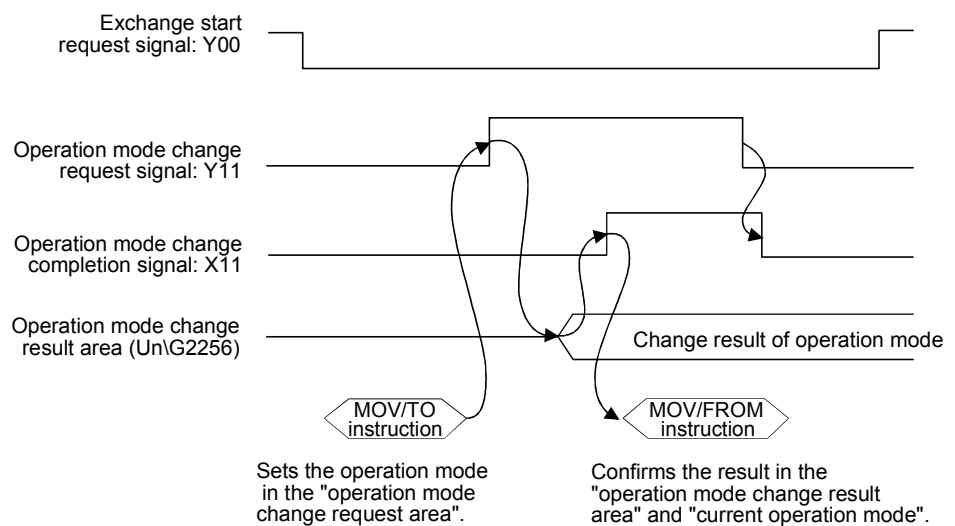 Exchange start
request signal: Y00
Operation mode change
request signal: Y11
Operation mode change
completion signal: X11
Operation mode change
result area (Un\G2256)
Change result of operation mode
MOV/TO
instruction
MOV/FROM
instruction
Sets the operation mode
in the "operation mode
change request area".
Confirms the result in the
"operation mode change result
area" and "current operation mode".